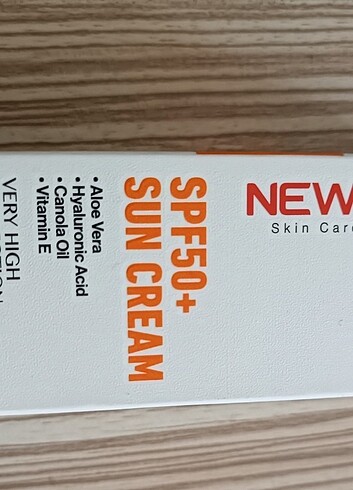 NEW
Skin Care
SPF50+
SUN CREAM
• Aloe Vera
• Hyaluronic Acid
• Canola Oil
• Vitamin E
VERY HIGH